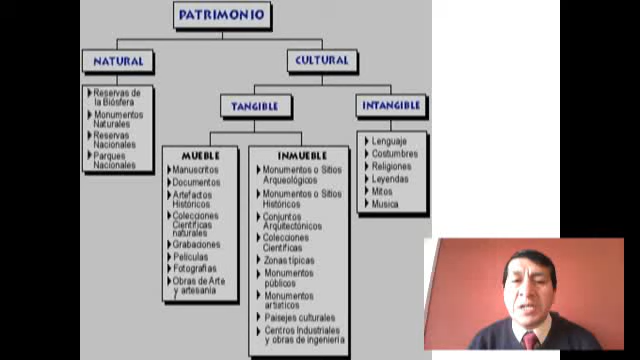 PATRIMONIO
NATURAL
CULTURAL
Reservas de
la Biósfera
Monumentos
Naturales
Reservas
Nacionales
Parques
Nacionales
TANGIBLE
INTANGIBLE
MUEBLE
Manuscritos
Documentos
Artefactos
Históricos
Colecciones
Científicas
naturales
Grabaciones
Películas
Fotografías
Obras de Arte
y artesanía
INMUEBLE
Monumentos o Sitios
Arqueológicos
Monumentos o Sitios
Históricos
Conjuntos
Arquitectónicos
Colecciones
Científicas
Zonas típicas
Monumentos
públicos
Monumentos
artísticos
Paisejes culturales
Centros Industriales
y obras de ingeniería
Lenguaje
Costumbres
Religiones
Leyendas
Mitos
Musica